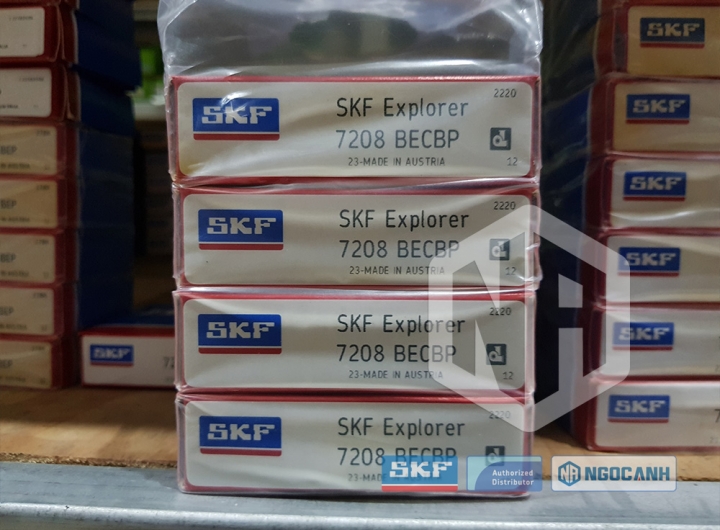 SKF
2220
SKF Explorer
7208 BECBP
23-MADE IN AUSTRIA
12
SKF
2220
SKF Explorer
7208 BECBP
23-MADE IN AUSTRIA
12
SKF
2220
SKF Explorer
7208 BECBP
23-MADE IN AUSTRIA
12
SKF
2220
SKF Explorer
7208 BECBP
SKF
Authorized
Distributor
NGOCANH
SKF
SKF
SKF
SKF
SKF
SKF
SKF